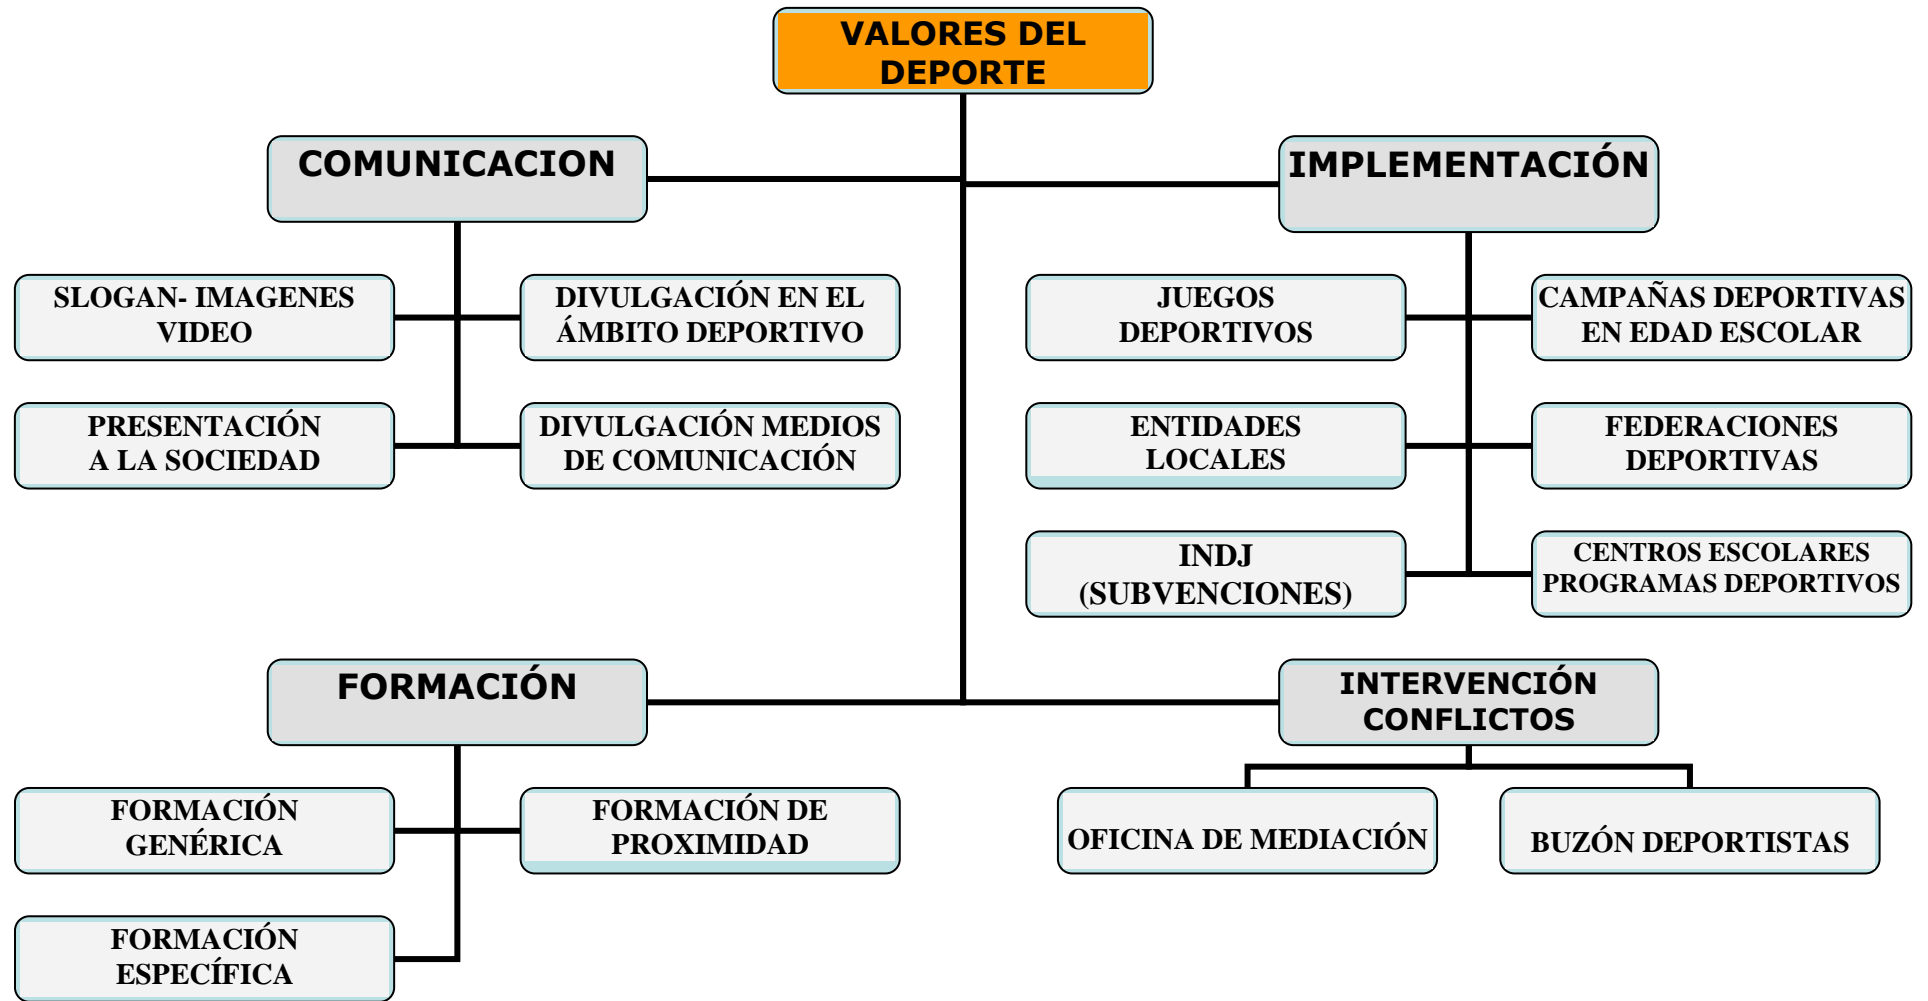 VALORES DEL
DEPORTE
COMUNICACION
IMPLEMENTACIÓN
SLOGAN- IMAGENES
VIDEO
DIVULGACIÓN EN EL
ÁMBITO DEPORTIVO
JUEGOS
DEPORTIVOS
CAMPAÑAS DEPORTIVAS
EN EDAD ESCOLAR
PRESENTACIÓN
A LA SOCIEDAD
DIVULGACIÓN MEDIOS
DE COMUNICACIÓN
ENTIDADES
LOCALES
FEDERACIONES
DEPORTIVAS
INDJ
(SUBVENCIONES)
CENTROS ESCOLARES
PROGRAMAS DEPORTIVOS
FORMACIÓN
INTERVENCIÓN
CONFLICTOS
FORMACIÓN
GENÉRICA
FORMACIÓN DE
PROXIMIDAD
OFICINA DE MEDIACIÓN
BUZÓN DEPORTISTAS
FORMACIÓN
ESPECÍFICA